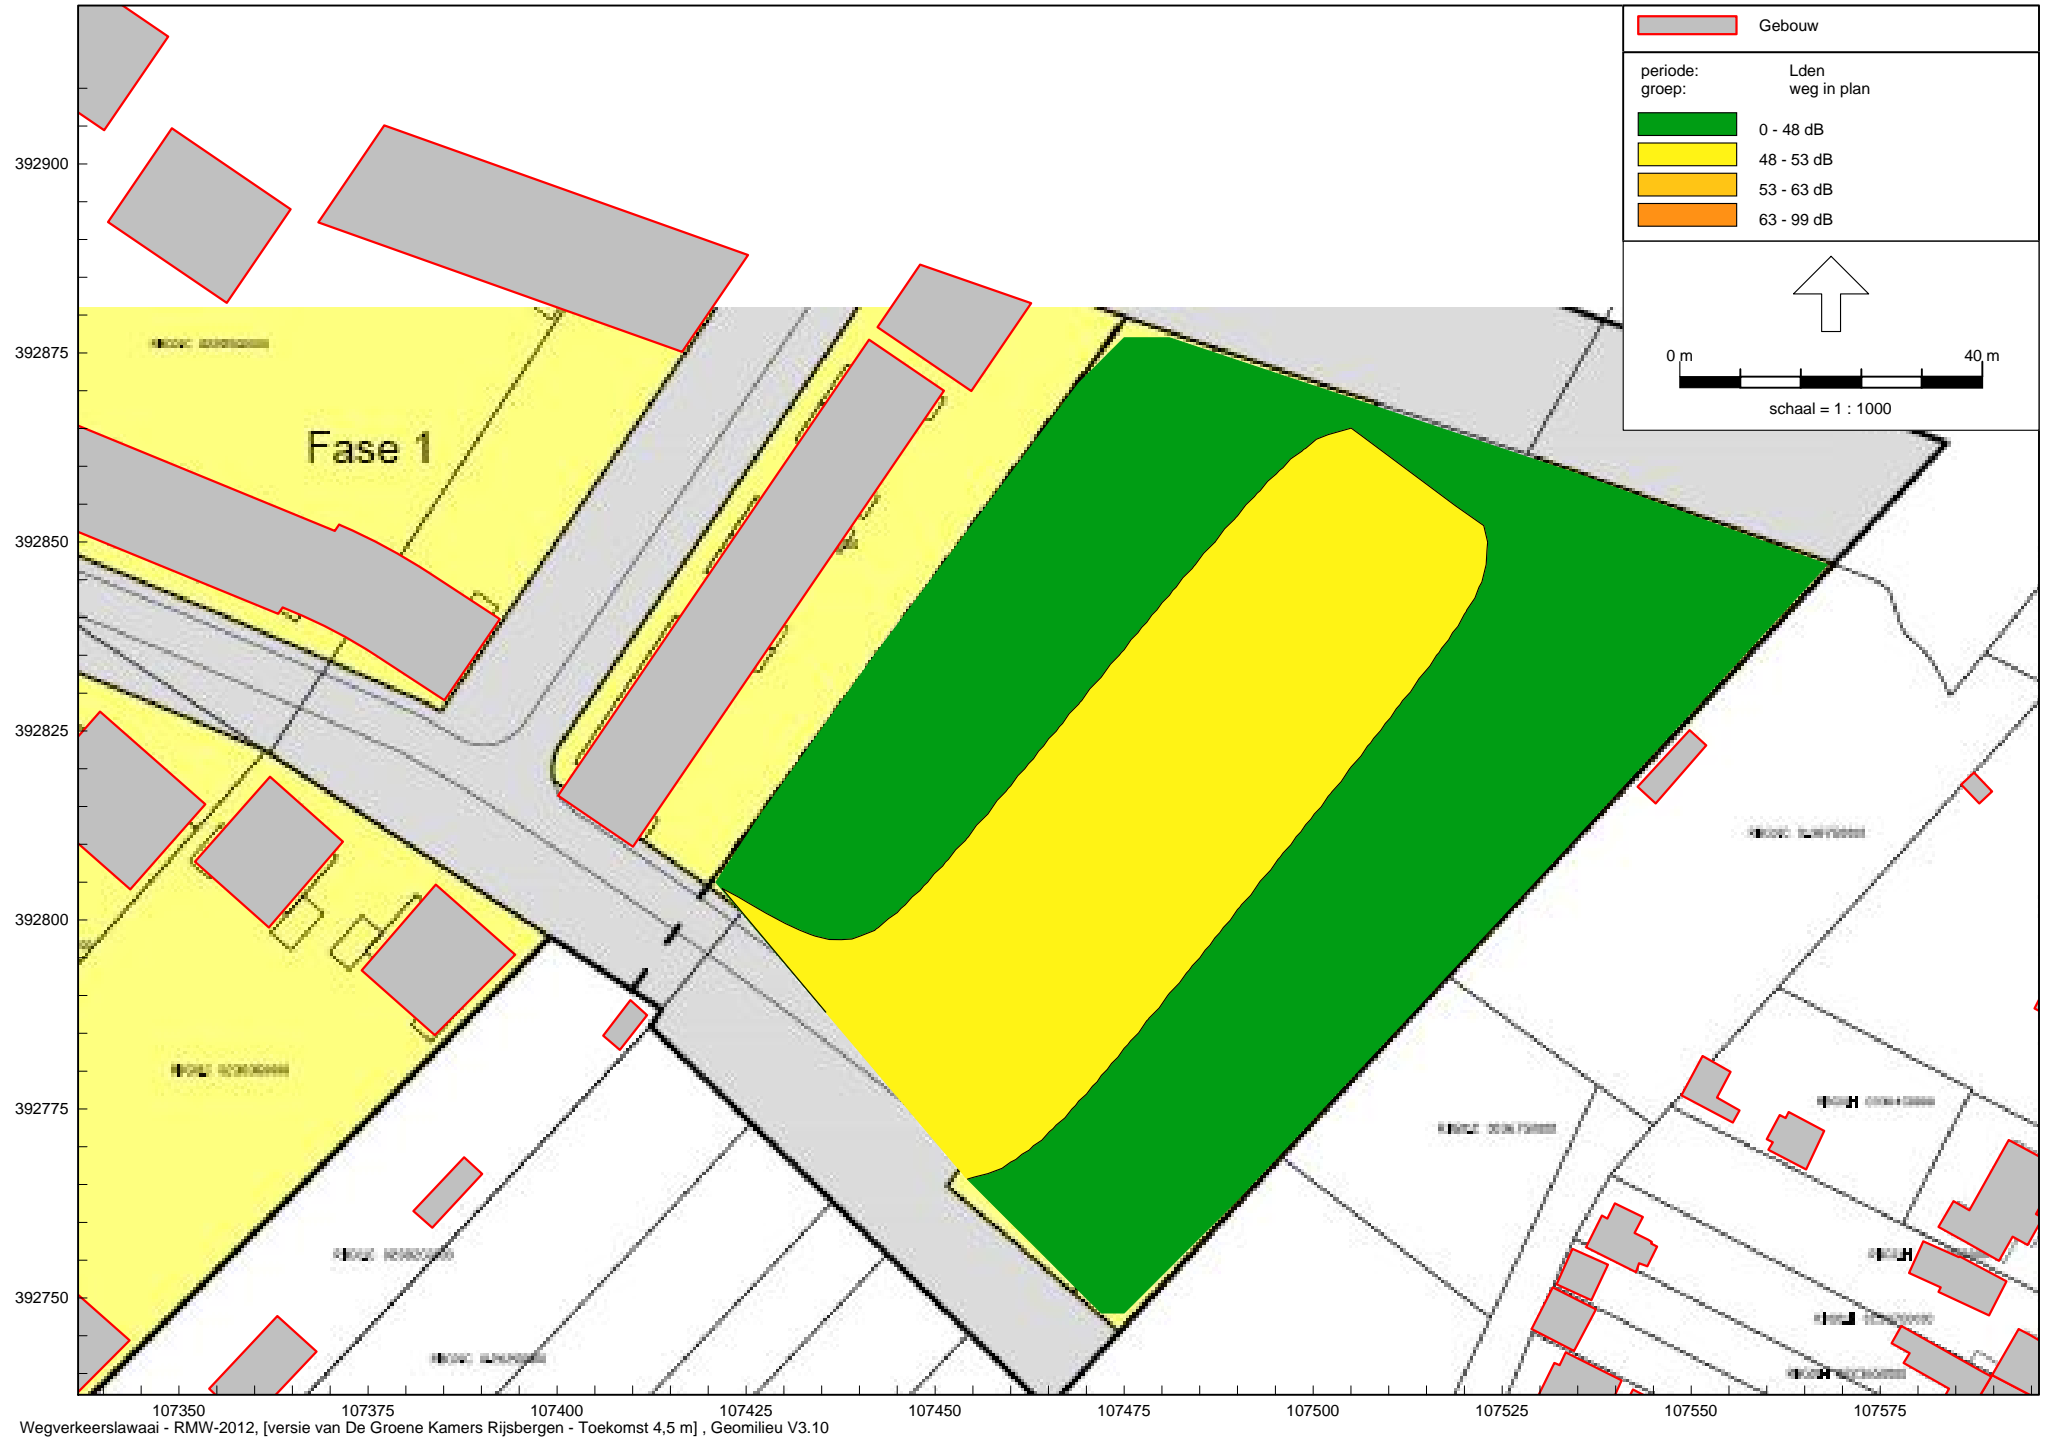 Gebouw
periode: Lden
groep: weg in plan
0 - 48 dB
48 - 53 dB
53 - 63 dB
63 - 99 dB
0 m 40 m
schaal = 1 : 1000
392900
392875
Fase 1
392850
392825
392800
392775
392750
107350 107375 107400 107425 107450 107475 107500 107525 107550 107575
Wegverkeerslawaai - RMW-2012, [versie van De Groene Kamers Rijsbergen - Toekomst 4,5 m] , Geomilieu V3.10